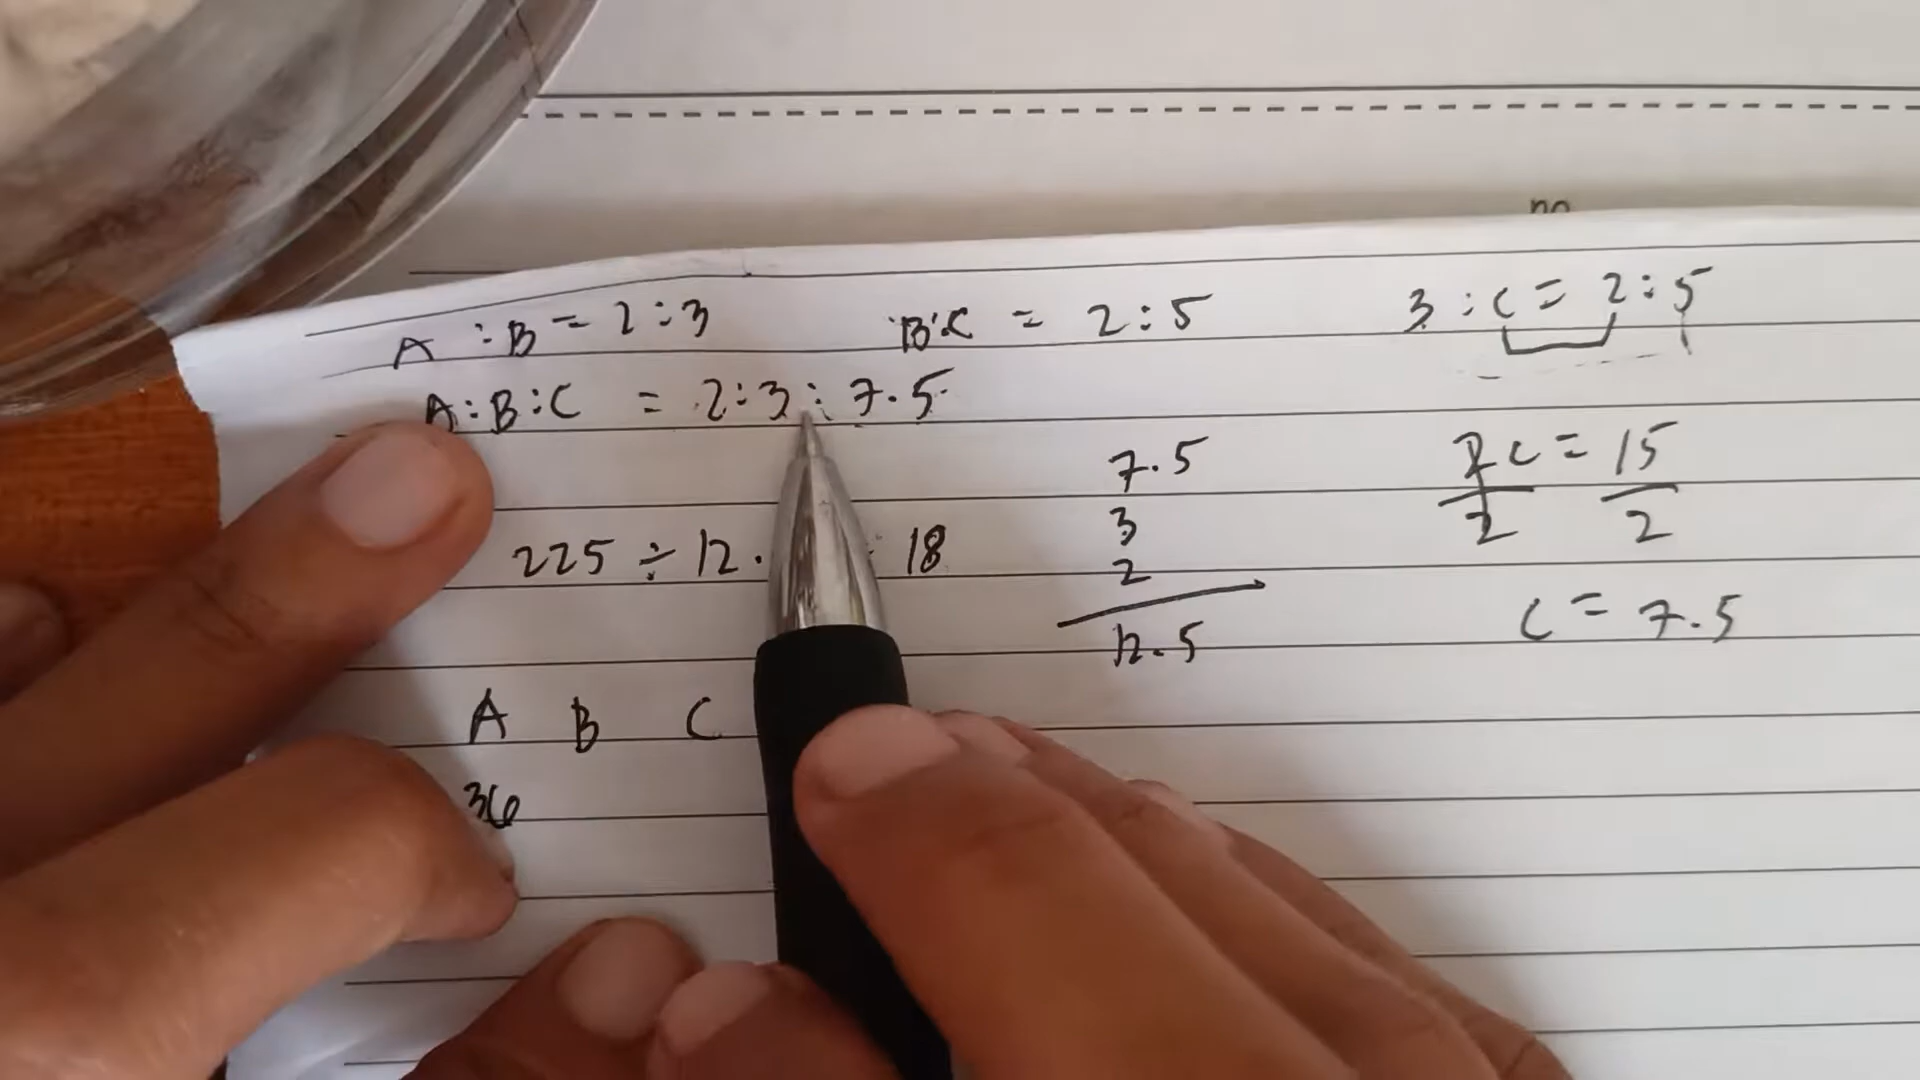 no
A : B = 2 : 3
B : C = 2 : 5
3 : C = 2 : 5
A : B : C = 2 : 3 : 7.5
7.5
3
2
12.5
2C = 15
2 2
C = 7.5
225 ÷ 12. 18
A B C
36